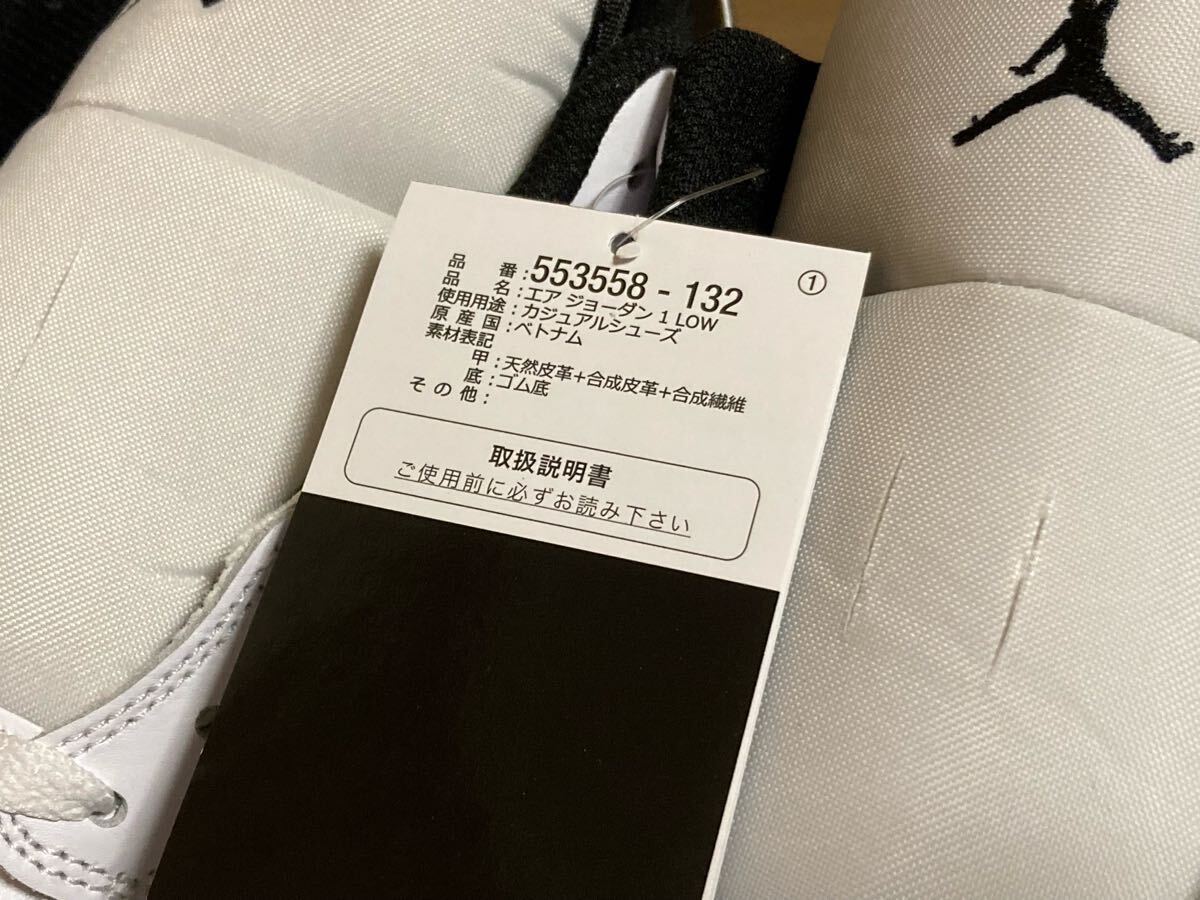 品番:553558 - 132
①
品名:エア ジョーダン 1 LOW
使用用途:カジュアルシューズ
原産国:ベトナム
素材表記
甲:天然皮革+合成皮革+合成繊維
底:ゴム底
その他:
取扱説明書
ご使用前に必ずお読み下さい